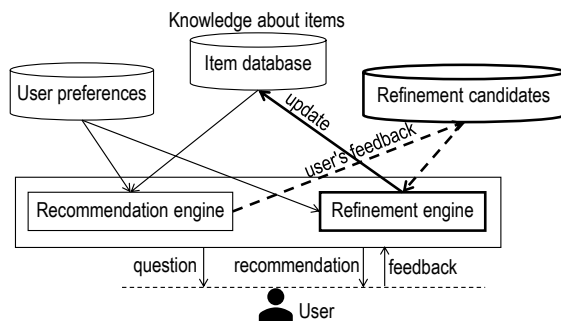 Knowledge about items
Item database
User preferences
Refinement candidates
update
user's feedback
Recommendation engine
Refinement engine
question
recommendation
feedback
User